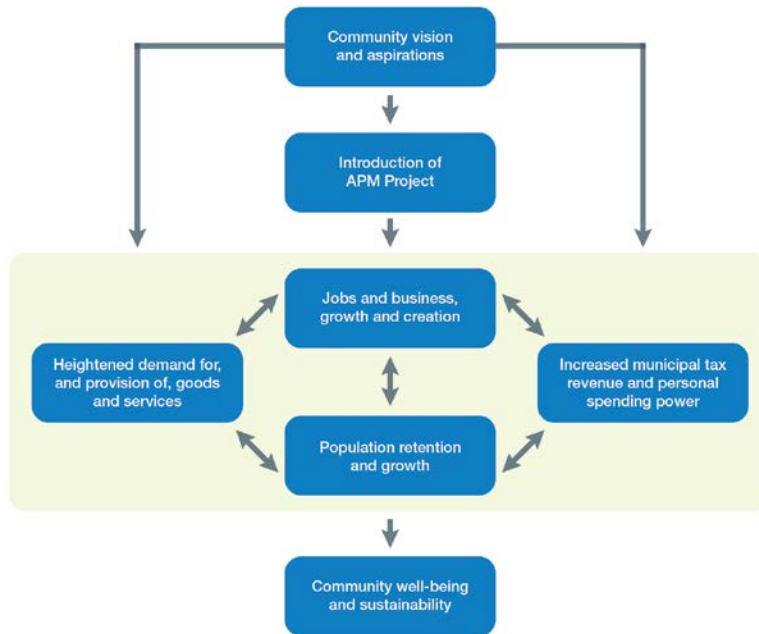 Community vision
and aspirations
Introduction of
APM Project
Jobs and business,
growth and creation
Heightened demand for,
and provision of, goods
and services
Increased municipal tax
revenue and personal
spending power
Population retention
and growth
Community well-being
and sustainability